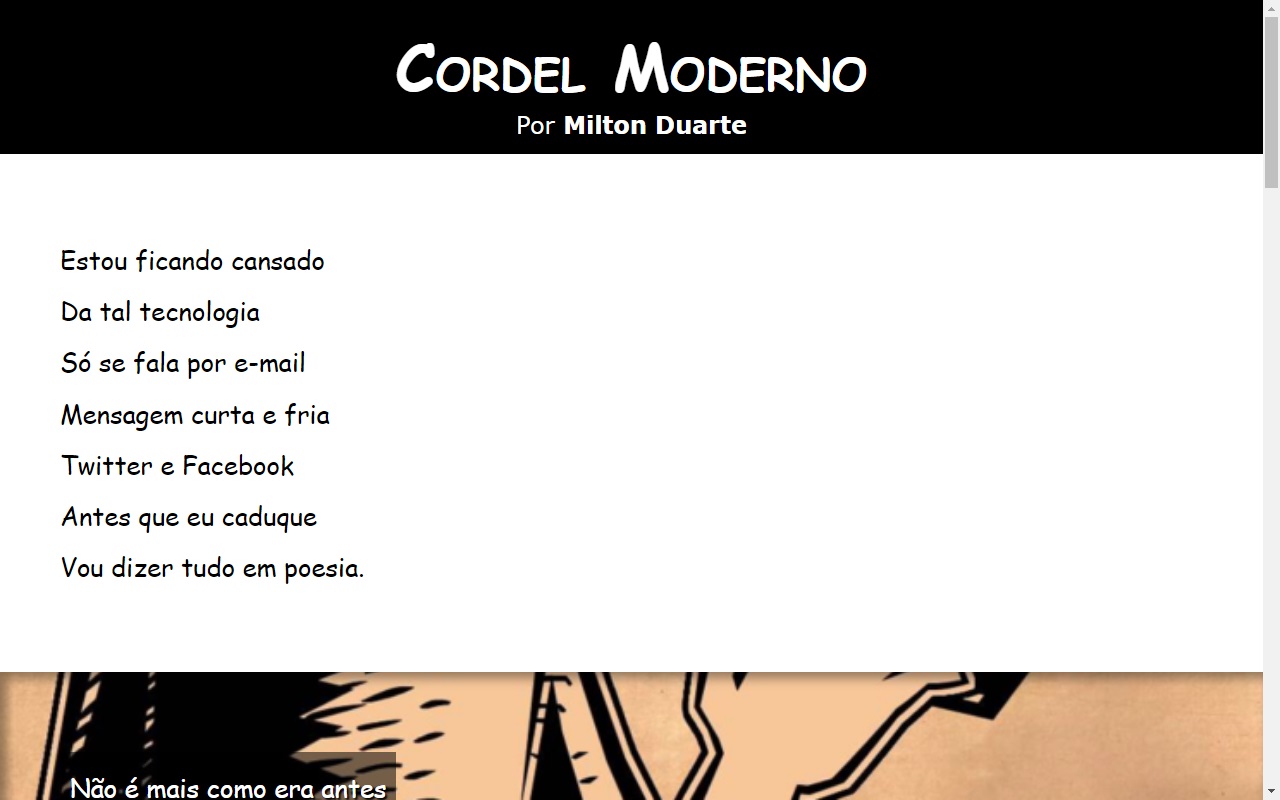 Cordel Moderno
Por Milton Duarte
Estou ficando cansado
Da tal tecnologia
Só se fala por e-mail
Mensagem curta e fria
Twitter e Facebook
Antes que eu caduque
Vou dizer tudo em poesia.
Não é mais como era antes